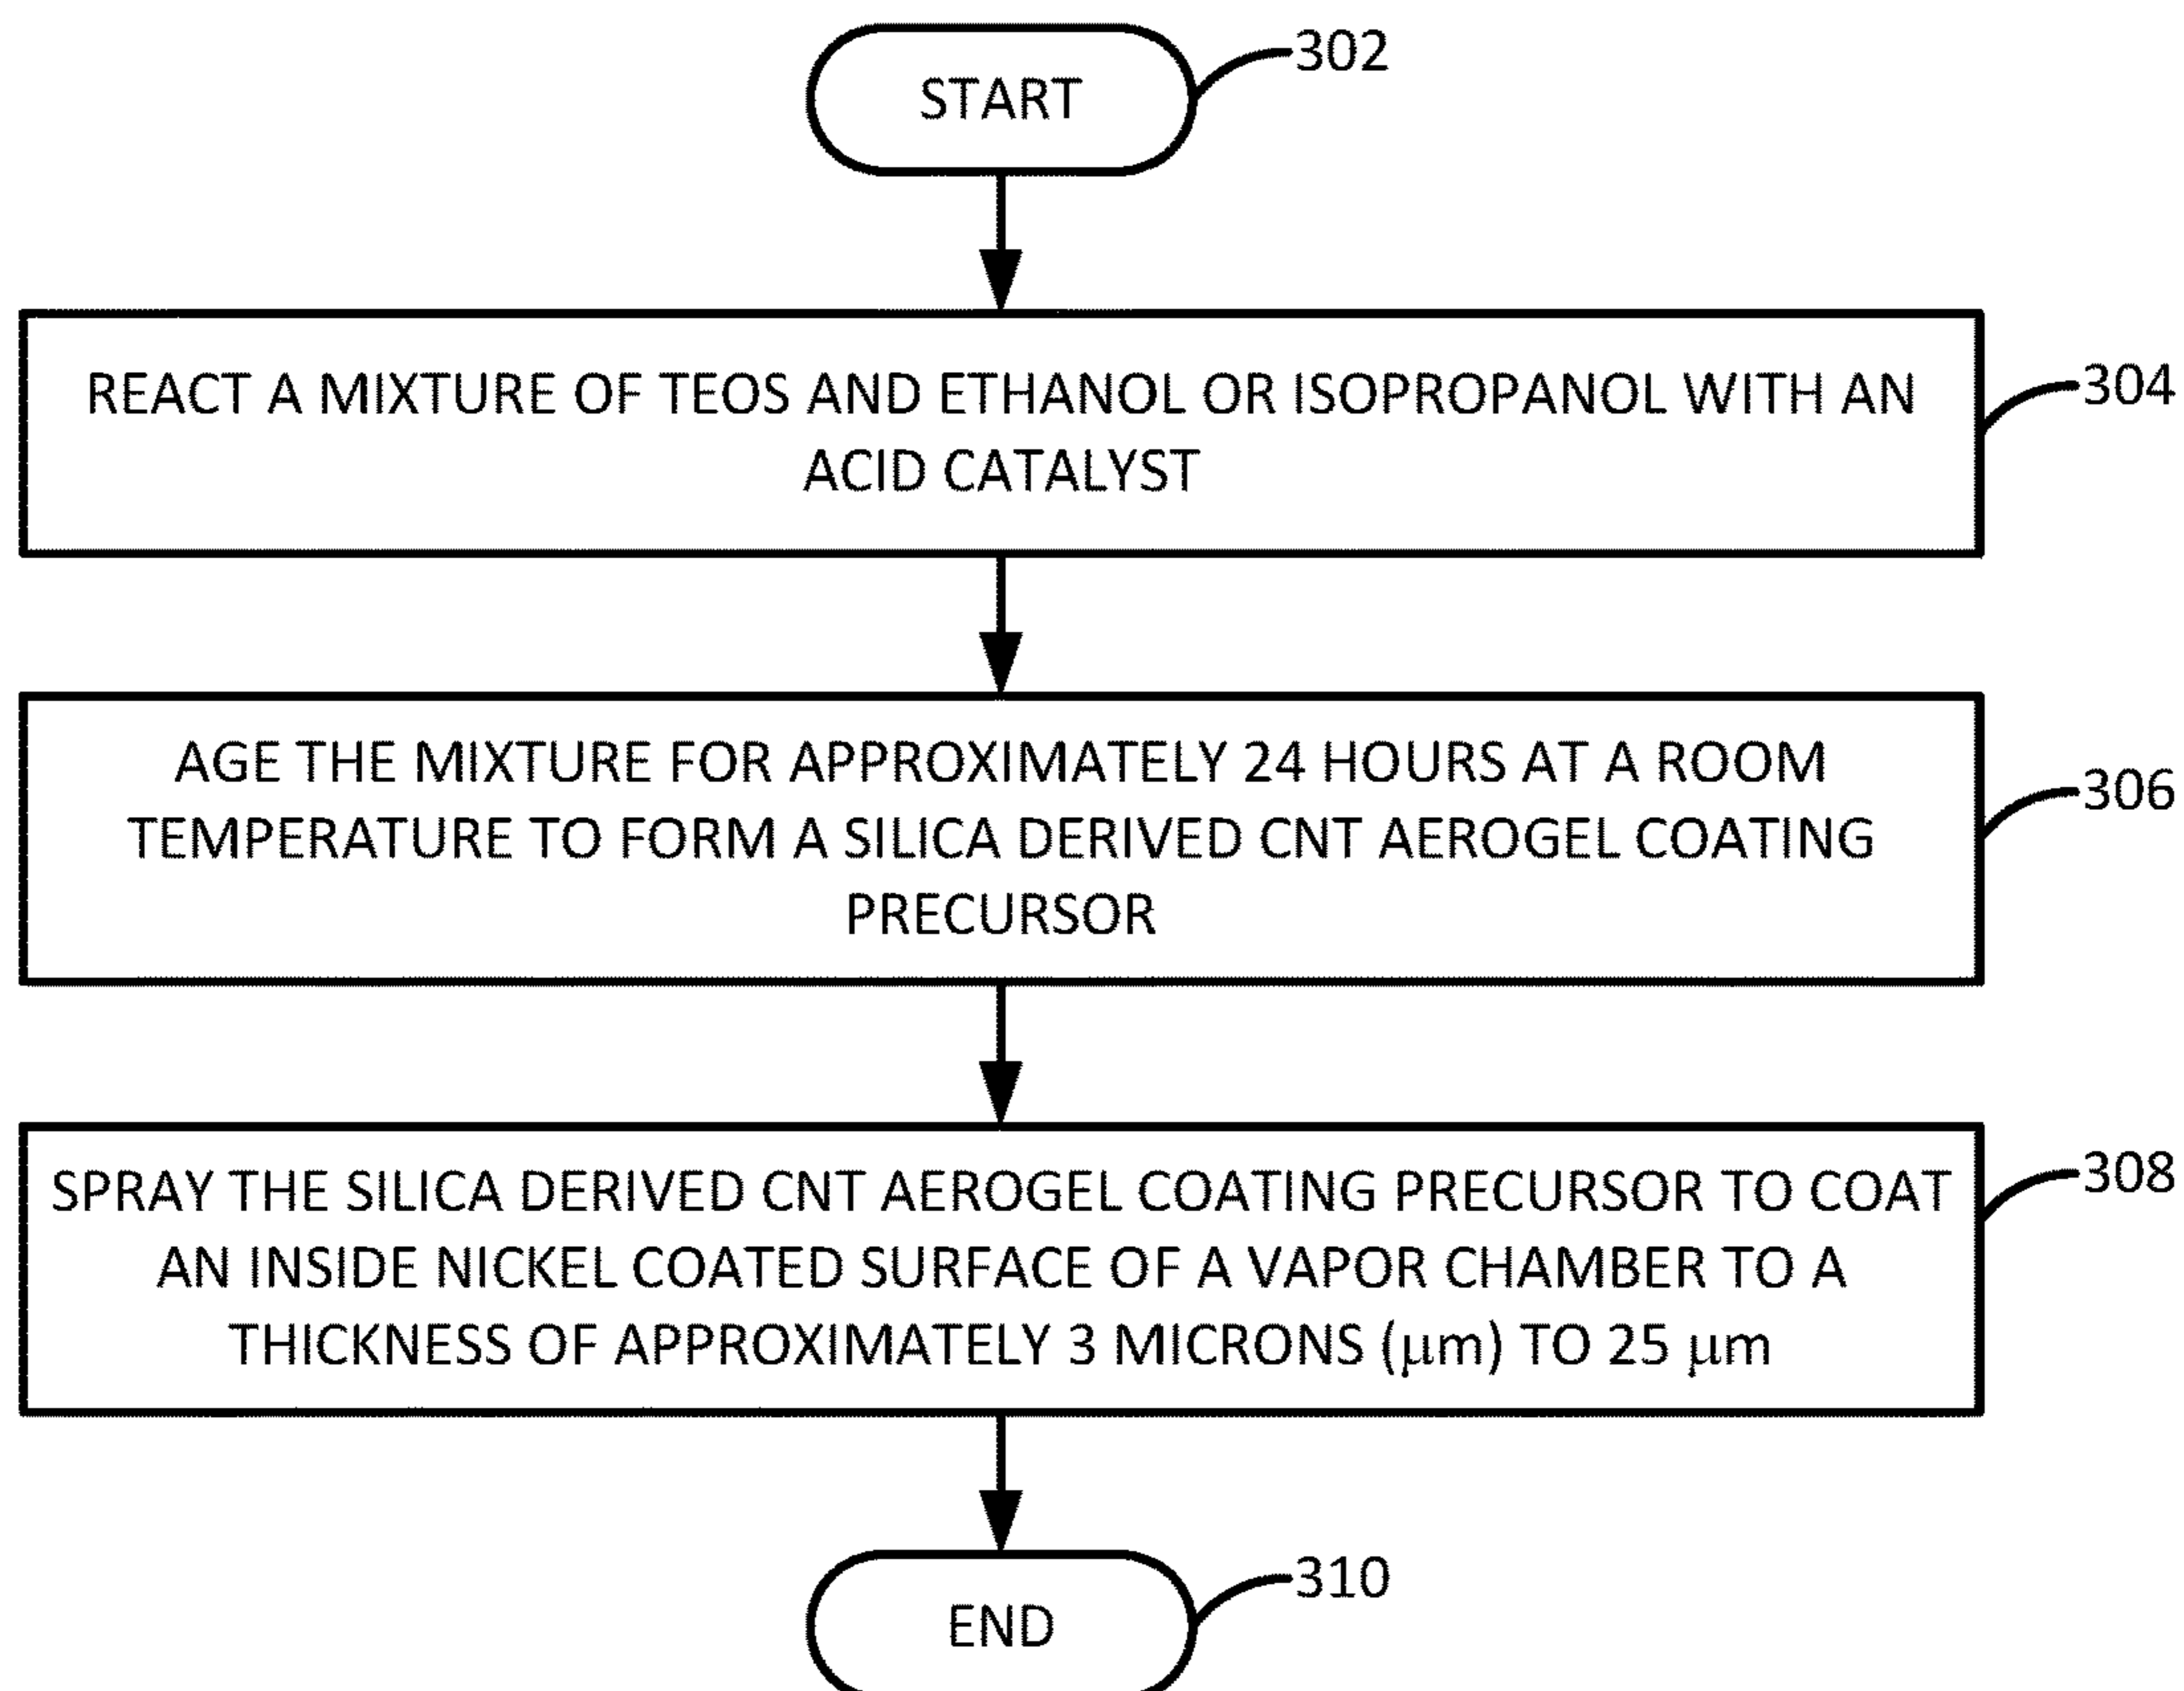 START
302
REACT A MIXTURE OF TEOS AND ETHANOL OR ISOPROPANOL WITH AN
ACID CATALYST
304
AGE THE MIXTURE FOR APPROXIMATELY 24 HOURS AT A ROOM
TEMPERATURE TO FORM A SILICA DERIVED CNT AEROGEL COATING
PRECURSOR
306
SPRAY THE SILICA DERIVED CNT AEROGEL COATING PRECURSOR TO COAT
AN INSIDE NICKEL COATED SURFACE OF A VAPOR CHAMBER TO A
THICKNESS OF APPROXIMATELY 3 MICRONS (μm) TO 25 μm
308
END
310